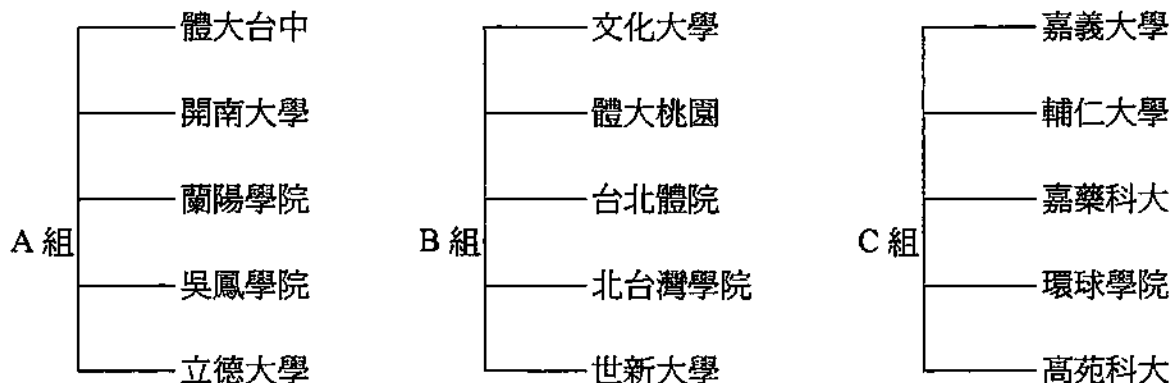 A 組
體大台中
開南大學
蘭陽學院
吳鳳學院
立德大學
B 組
文化大學
體大桃園
台北體院
北台灣學院
世新大學
C 組
嘉義大學
輔仁大學
嘉藥科大
環球學院
高苑科大